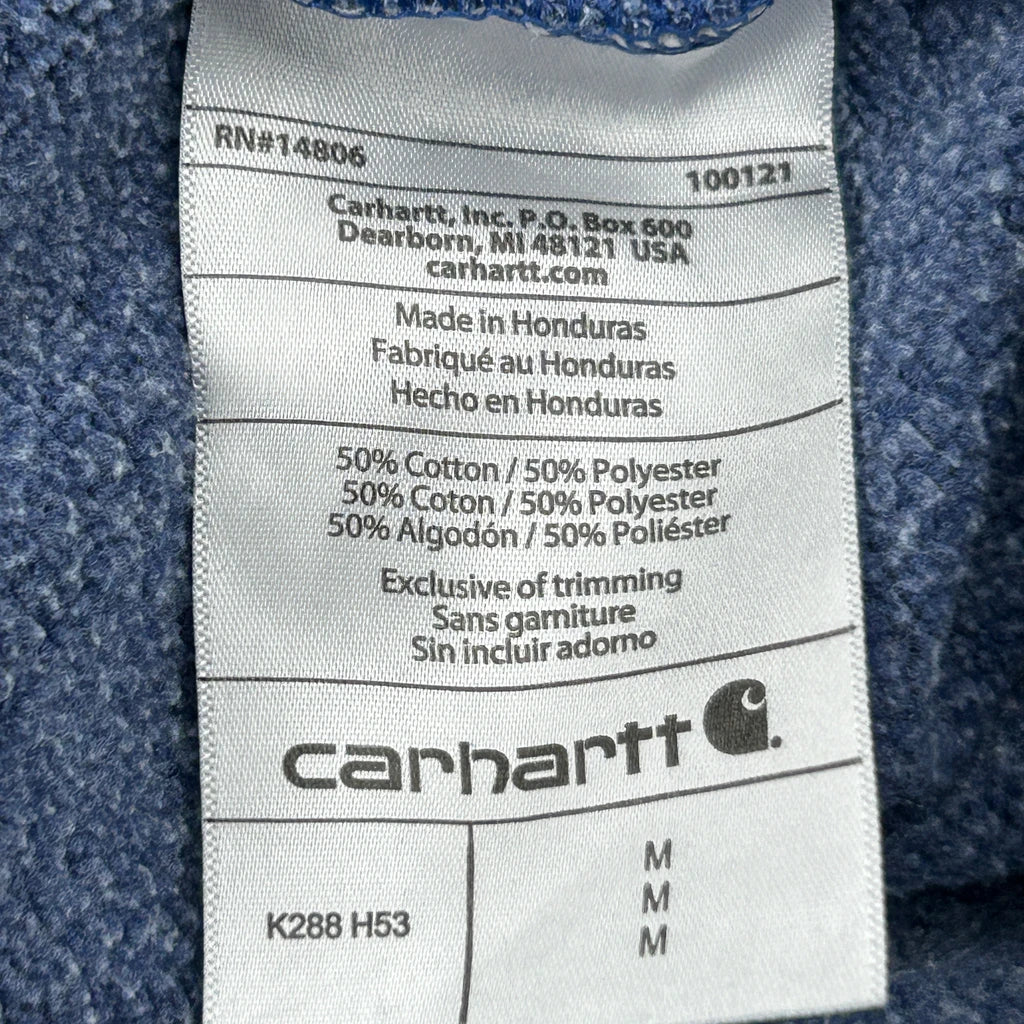 RN#14806
100121
Carhartt, Inc. P.O. Box 600
Dearborn, MI 48121 USA
carhartt.com
Made in Honduras
Fabriqué au Honduras
Hecho en Honduras
50% Cotton / 50% Polyester
50% Coton / 50% Polyester
50% Algodón / 50% Poliéster
Exclusive of trimming
Sans garniture
Sin incluir adorno
carhartt
K288 H53
M
M
M